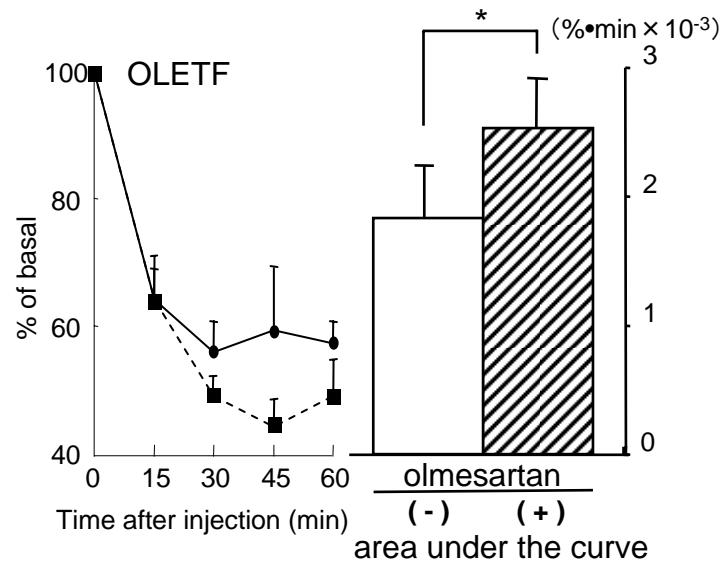 100
OLETF
80
60
40
% of basal
0 15 30 45 60
Time after injection (min)
*
(%•min × 10-3)
3
2
1
0
olmesartan
(-) (+)
area under the curve